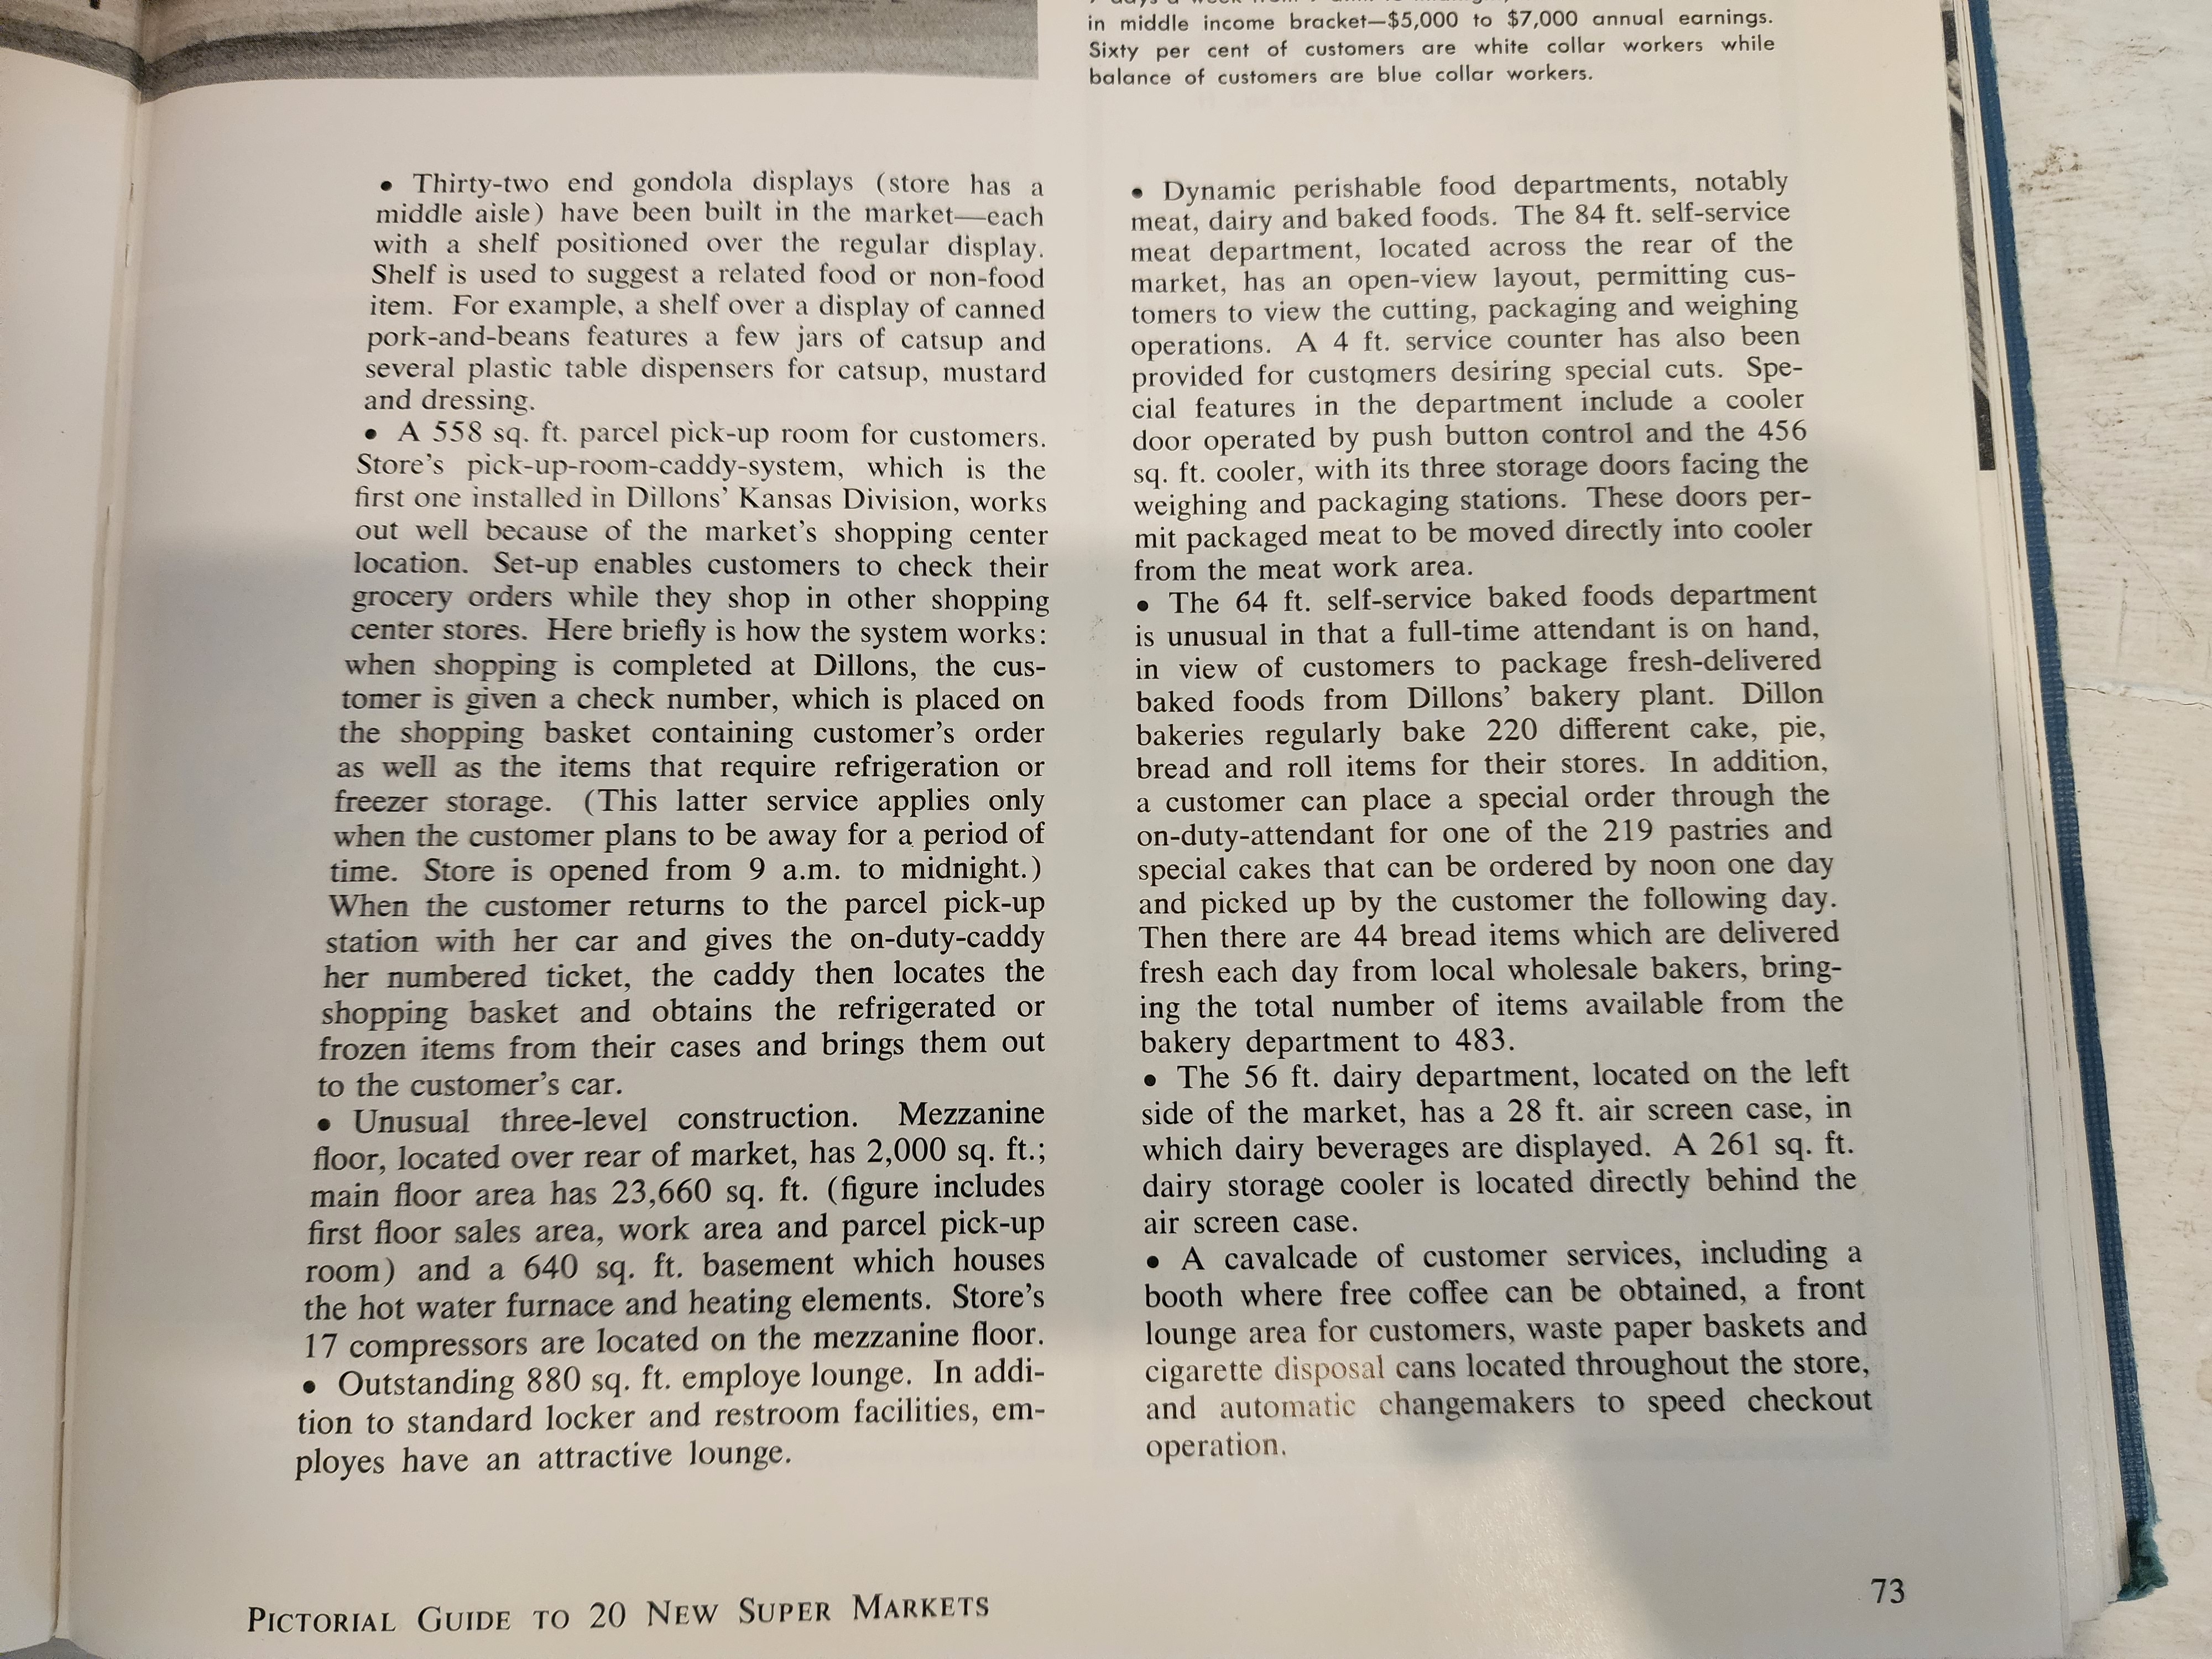 in middle income bracket—$5,000 to $7,000 annual earnings.
Sixty per cent of customers are white collar workers while
balance of customers are blue collar workers.
• Thirty-two end gondola displays (store has a
middle aisle) have been built in the market—each
with a shelf positioned over the regular display.
Shelf is used to suggest a related food or non-food
item. For example, a shelf over a display of canned
pork-and-beans features a few jars of catsup and
several plastic table dispensers for catsup, mustard
and dressing.
• A 558 sq. ft. parcel pick-up room for customers.
Store's pick-up-room-caddy-system, which is the
first one installed in Dillons' Kansas Division, works
out well because of the market's shopping center
location. Set-up enables customers to check their
grocery orders while they shop in other shopping
center stores. Here briefly is how the system works:
when shopping is completed at Dillons, the cus-
tomer is given a check number, which is placed on
the shopping basket containing customer's order
as well as the items that require refrigeration or
freezer storage. (This latter service applies only
when the customer plans to be away for a period of
time. Store is opened from 9 a.m. to midnight.)
When the customer returns to the parcel pick-up
station with her car and gives the on-duty-caddy
her numbered ticket, the caddy then locates the
shopping basket and obtains the refrigerated or
frozen items from their cases and brings them out
to the customer's car.
• Unusual three-level construction. Mezzanine
floor, located over rear of market, has 2,000 sq. ft.;
main floor area has 23,660 sq. ft. (figure includes
first floor sales area, work area and parcel pick-up
room) and a 640 sq. ft. basement which houses
the hot water furnace and heating elements. Store's
17 compressors are located on the mezzanine floor.
• Outstanding 880 sq. ft. employe lounge. In addi-
tion to standard locker and restroom facilities, em-
ployes have an attractive lounge.
• Dynamic perishable food departments, notably
meat, dairy and baked foods. The 84 ft. self-service
meat department, located across the rear of the
market, has an open-view layout, permitting cus-
tomers to view the cutting, packaging and weighing
operations. A 4 ft. service counter has also been
provided for customers desiring special cuts. Spe-
cial features in the department include a cooler
door operated by push button control and the 456
sq. ft. cooler, with its three storage doors facing the
weighing and packaging stations. These doors per-
mit packaged meat to be moved directly into cooler
from the meat work area.
• The 64 ft. self-service baked foods department
is unusual in that a full-time attendant is on hand,
in view of customers to package fresh-delivered
baked foods from Dillons' bakery plant. Dillon
bakeries regularly bake 220 different cake, pie,
bread and roll items for their stores. In addition,
a customer can place a special order through the
on-duty-attendant for one of the 219 pastries and
special cakes that can be ordered by noon one day
and picked up by the customer the following day.
Then there are 44 bread items which are delivered
fresh each day from local wholesale bakers, bring-
ing the total number of items available from the
bakery department to 483.
• The 56 ft. dairy department, located on the left
side of the market, has a 28 ft. air screen case, in
which dairy beverages are displayed. A 261 sq. ft.
dairy storage cooler is located directly behind the
air screen case.
• A cavalcade of customer services, including a
booth where free coffee can be obtained, a front
lounge area for customers, waste paper baskets and
cigarette disposal cans located throughout the store,
and automatic changemakers to speed checkout
operation.
PICTORIAL GUIDE TO 20 NEW SUPER MARKETS
73